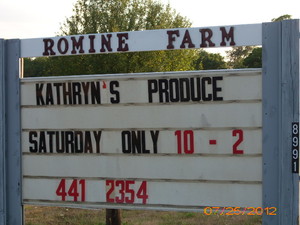 ROMINE FARM
KATHRYN'S PRODUCE
SATURDAY ONLY 10 - 2
441 2354
8991
07/26/2012